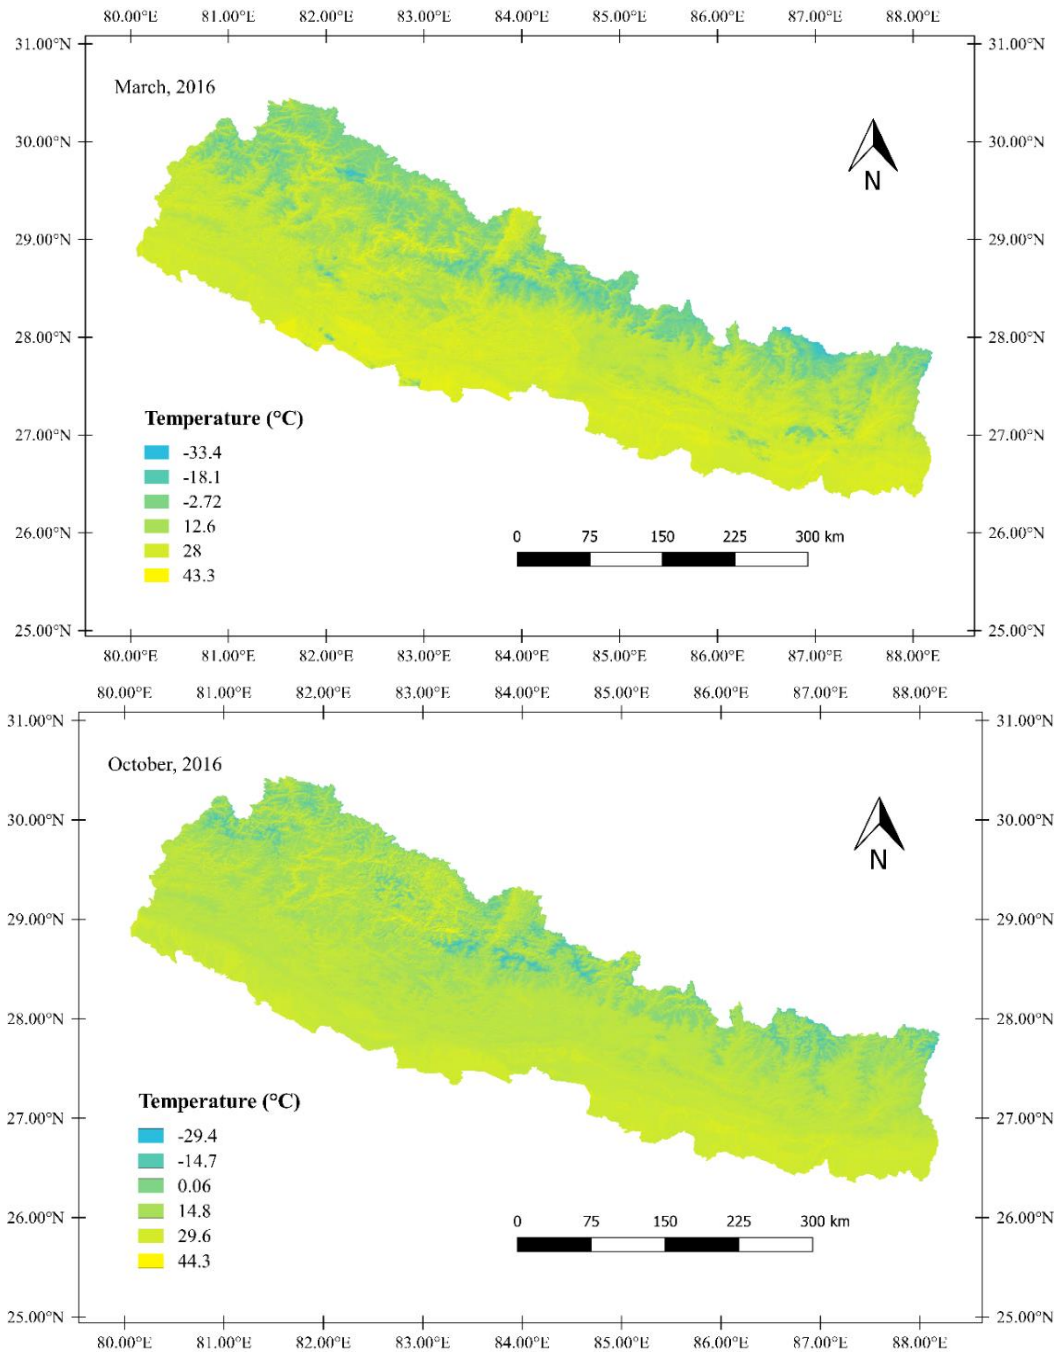 80.00°E 81.00°E 82.00°E 83.00°E 84.00°E 85.00°E 86.00°E 87.00°E 88.00°E
31.00°N 31.00°N
March, 2016
30.00°N 30.00°N
N
29.00°N 29.00°N
28.00°N 28.00°N
Temperature (°C)
27.00°N 27.00°N
-33.4
-18.1
-2.72
12.6
28
43.3
26.00°N 26.00°N
0 75 150 225 300 km
25.00°N 25.00°N
80.00°E 81.00°E 82.00°E 83.00°E 84.00°E 85.00°E 86.00°E 87.00°E 88.00°E
80.00°E 81.00°E 82.00°E 83.00°E 84.00°E 85.00°E 86.00°E 87.00°E 88.00°E
31.00°N 31.00°N
October, 2016
30.00°N 30.00°N
N
29.00°N 29.00°N
28.00°N 28.00°N
Temperature (°C)
27.00°N 27.00°N
-29.4
-14.7
0.06
14.8
29.6
44.3
26.00°N 26.00°N
0 75 150 225 300 km
25.00°N 25.00°N
80.00°E 81.00°E 82.00°E 83.00°E 84.00°E 85.00°E 86.00°E 87.00°E 88.00°E